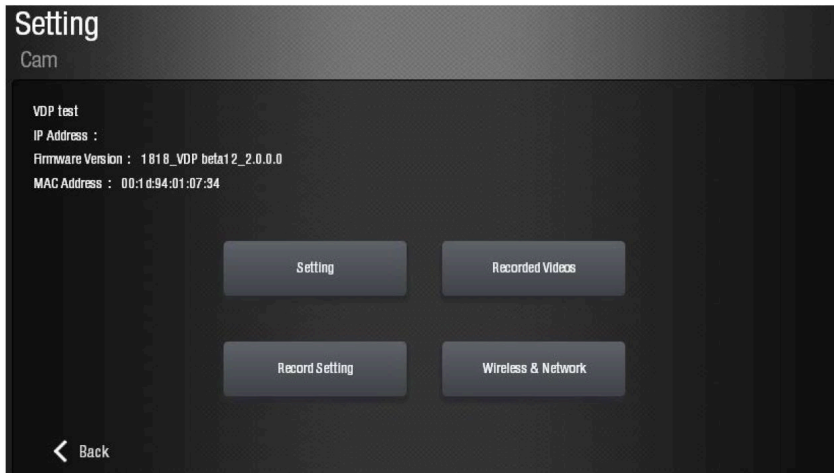 Setting
Cam
VDP test
IP Address :
Firmware Version : 1818_VDP beta12_2.0.0.0
MAC Address : 00:1d:94:01:07:34
Setting
Recorded Videos
Record Setting
Wireless & Network
Back